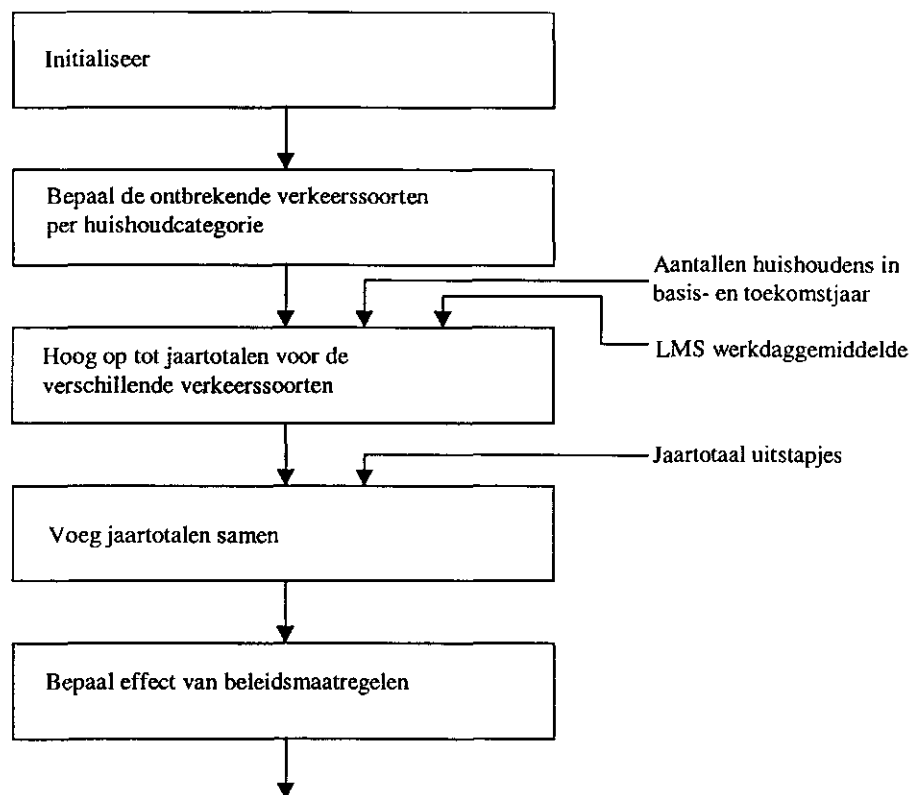 Initialiseer
Bepaal de ontbrekende verkeerssoorten
per huishoudcategorie
Aantallen huishoudens in
basis- en toekomstjaar
LMS werkdaggemiddelde
Hoog op tot jaartotalen voor de
verschillende verkeerssoorten
Jaartotaal uitstapjes
Voeg jaartotalen samen
Bepaal effect van beleidsmaatregelen